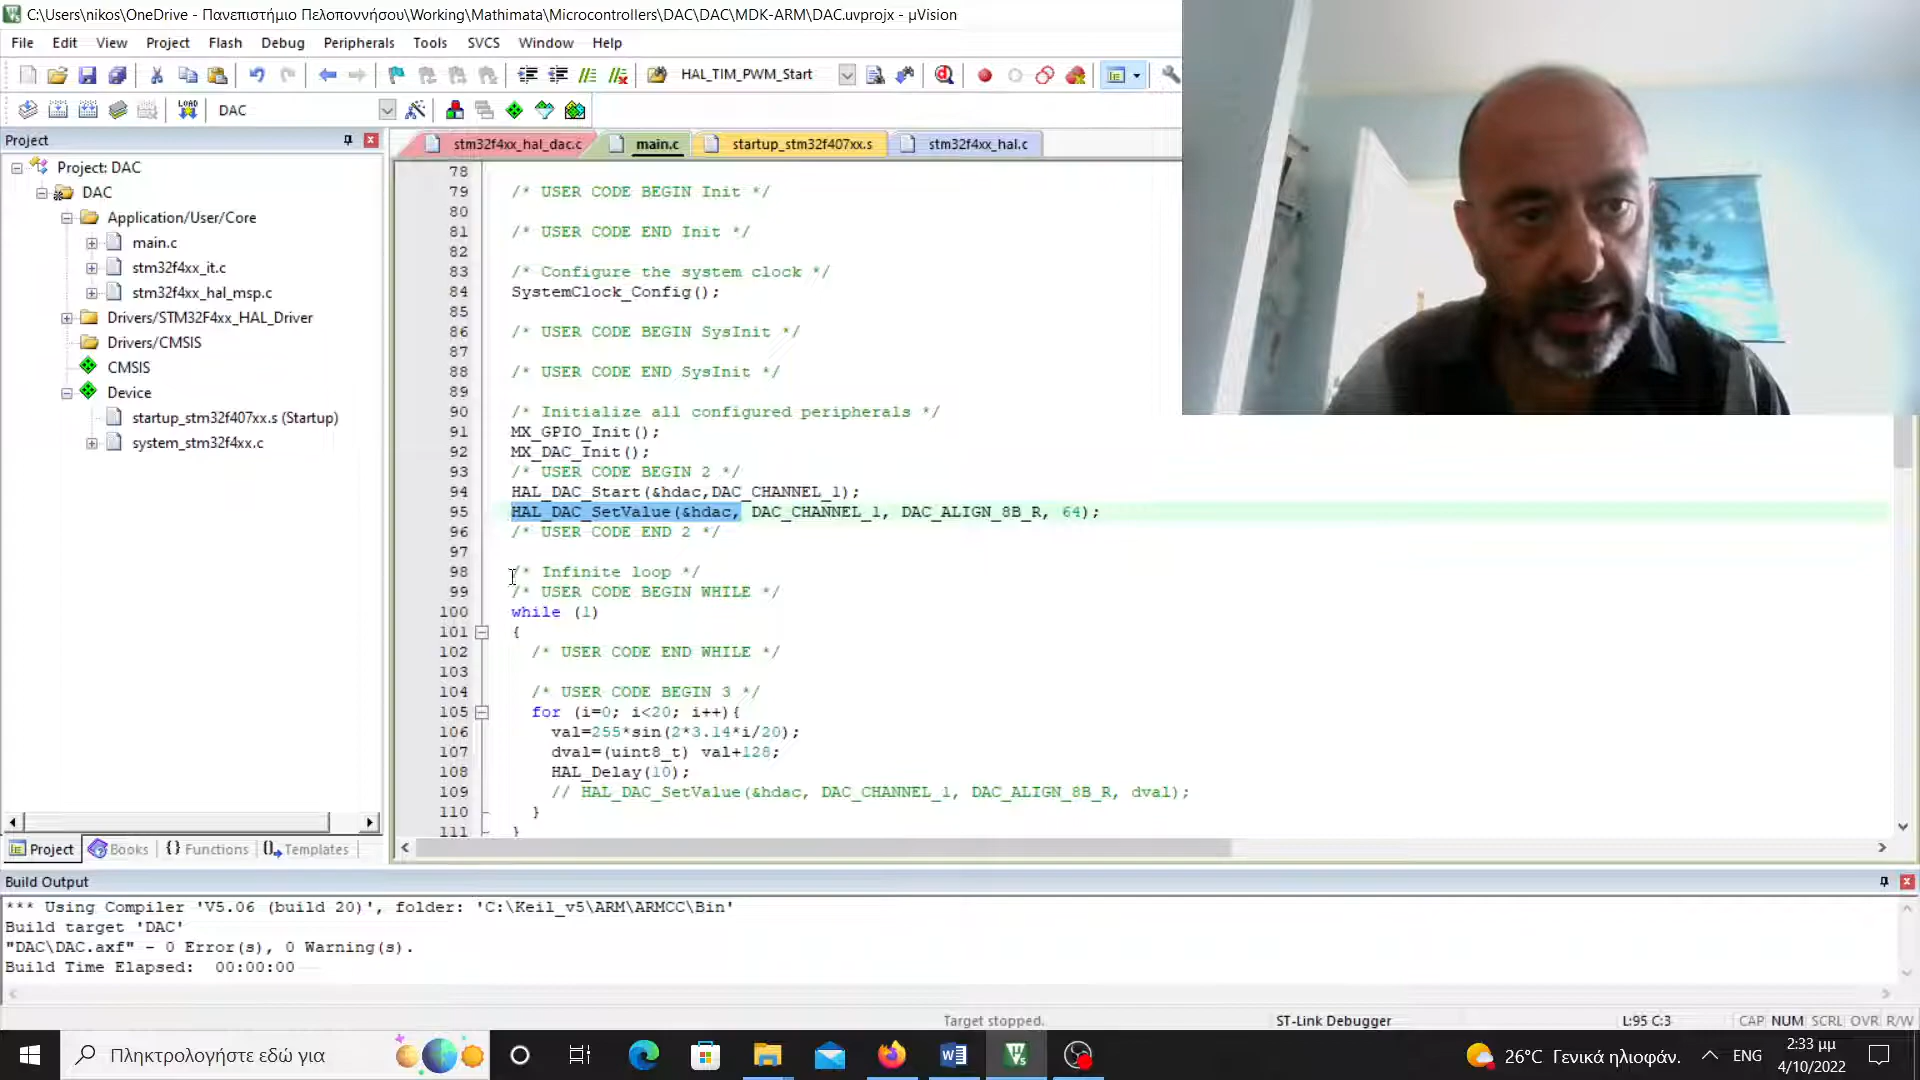 C:\Users\nikos\OneDrive - Πανεπιστήμιο Πελοποννήσου\Working\Mathimata\Microcontrollers\DAC\DAC\MDK-ARM\DAC.uvprojx - µVision
File Edit View Project Flash Debug Peripherals Tools SVCS Window Help
HAL_TIM_PWM_Start
LOAD DAC
Project
stm32f4xx_hal_dac.c main.c startup_stm32f407xx.s stm32f4xx_hal.c
Project: DAC
DAC
Application/User/Core
main.c
stm32f4xx_it.c
stm32f4xx_hal_msp.c
Drivers/STM32F4xx_HAL_Driver
Drivers/CMSIS
CMSIS
Device
startup_stm32f407xx.s (Startup)
system_stm32f4xx.c
78
79 /* USER CODE BEGIN Init */
80
81 /* USER CODE END Init */
82
83 /* Configure the system clock */
84 SystemClock_Config();
85
86 /* USER CODE BEGIN SysInit */
87
88 /* USER CODE END SysInit */
89
90 /* Initialize all configured peripherals */
91 MX_GPIO_Init();
92 MX_DAC_Init();
93 /* USER CODE BEGIN 2 */
94 HAL_DAC_Start(&hdac,DAC_CHANNEL_1);
95 HAL_DAC_SetValue(&hdac, DAC_CHANNEL_1, DAC_ALIGN_8B_R, 64);
96 /* USER CODE END 2 */
97
98 /* Infinite loop */
99 /* USER CODE BEGIN WHILE */
100 while (1)
101 {
102 /* USER CODE END WHILE */
103
104 /* USER CODE BEGIN 3 */
105 for (i=0; i<20; i++){
106 val=255*sin(2*3.14*i/20);
107 dval=(uint8_t) val+128;
108 HAL_Delay(10);
109 // HAL_DAC_SetValue(&hdac, DAC_CHANNEL_1, DAC_ALIGN_8B_R, dval);
110 }
111 }
Project Books {} Functions Templates
Build Output
*** Using Compiler 'V5.06 (build 20)', folder: 'C:\Keil_v5\ARM\ARMCC\Bin'
Build target 'DAC'
"DAC\DAC.axf" - 0 Error(s), 0 Warning(s).
Build Time Elapsed:  00:00:00
Target stopped. ST-Link Debugger L:95 C:3 CAP NUM SCRL OVR R/W
Πληκτρολογήστε εδώ για 26°C Γενικά ηλιοφάν. ENG 2:33 μμ
4/10/2022